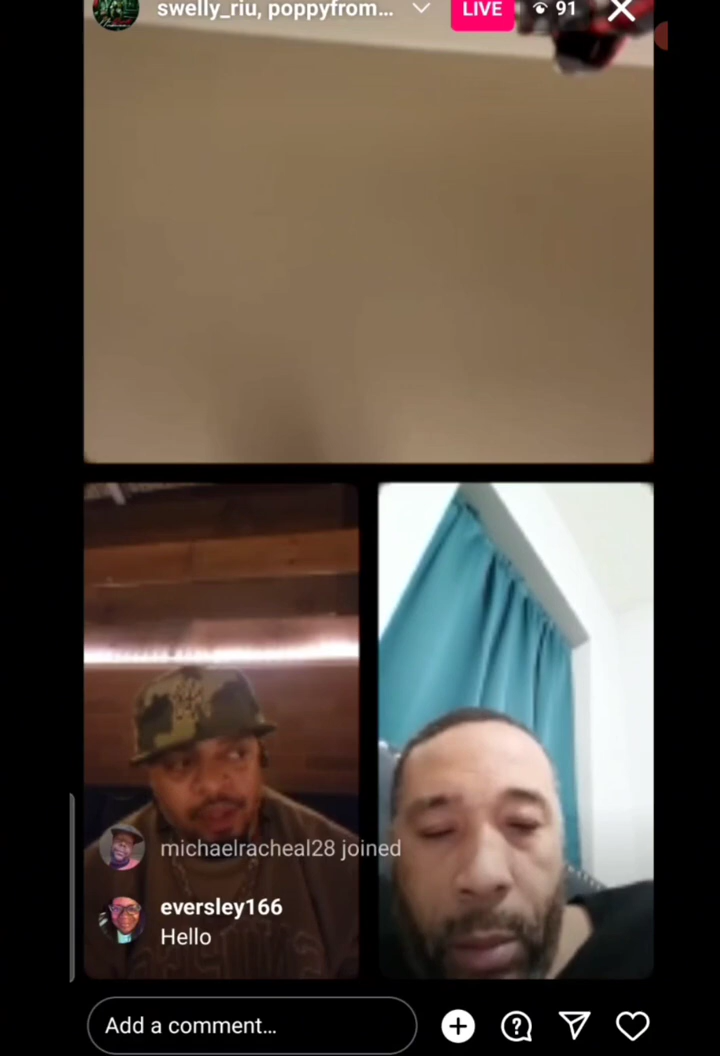 swelly_riu, poppyfrom...
LIVE
91
michaelracheal28 joined
eversley166
Hello
Add a comment...